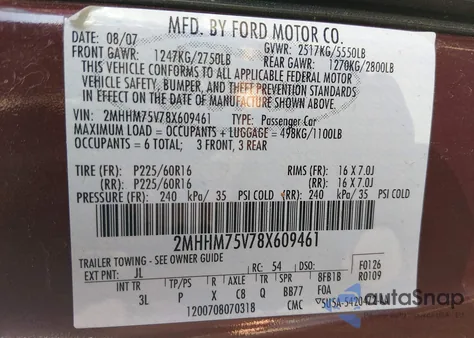 MFD. BY FORD MOTOR CO.
DATE: 08/07 GVWR: 2517KG/5550LB
FRONT GAWR: 1247KG/2750LB REAR GAWR: 1270KG/2800LB
THIS VEHICLE CONFORMS TO ALL APPLICABLE FEDERAL MOTOR
VEHICLE SAFETY, BUMPER, AND THEFT PREVENTION STANDARDS
IN EFFECT ON THE DATE OF MANUFACTURE SHOWN ABOVE.
VIN: 2MHHM75V78X609461 TYPE: Passenger Car
MAXIMUM LOAD = OCCUPANTS + LUGGAGE = 498KG/1100LB
OCCUPANTS = 6 TOTAL; 3 FRONT, 3 REAR
TIRE (FR): P225/60R16 RIMS (FR): 16 X 7.0J
(RR): P225/60R16 (RR): 16 X 7.0J
PRESSURE (FR): 240 kPa/ 35 PSI COLD (RR): 240 kPa/ 35 PSI COLD
2MHHM75V78X609461
TRAILER TOWING - SEE OWNER GUIDE
EXT PNT: JL RC: 54 DSO: F0126
INT TR TP/PS R AXLE TR SPR 8FB1B R0109
3L P X C8 Q BB77 FOA
1200708070318 CMC
autoSnap